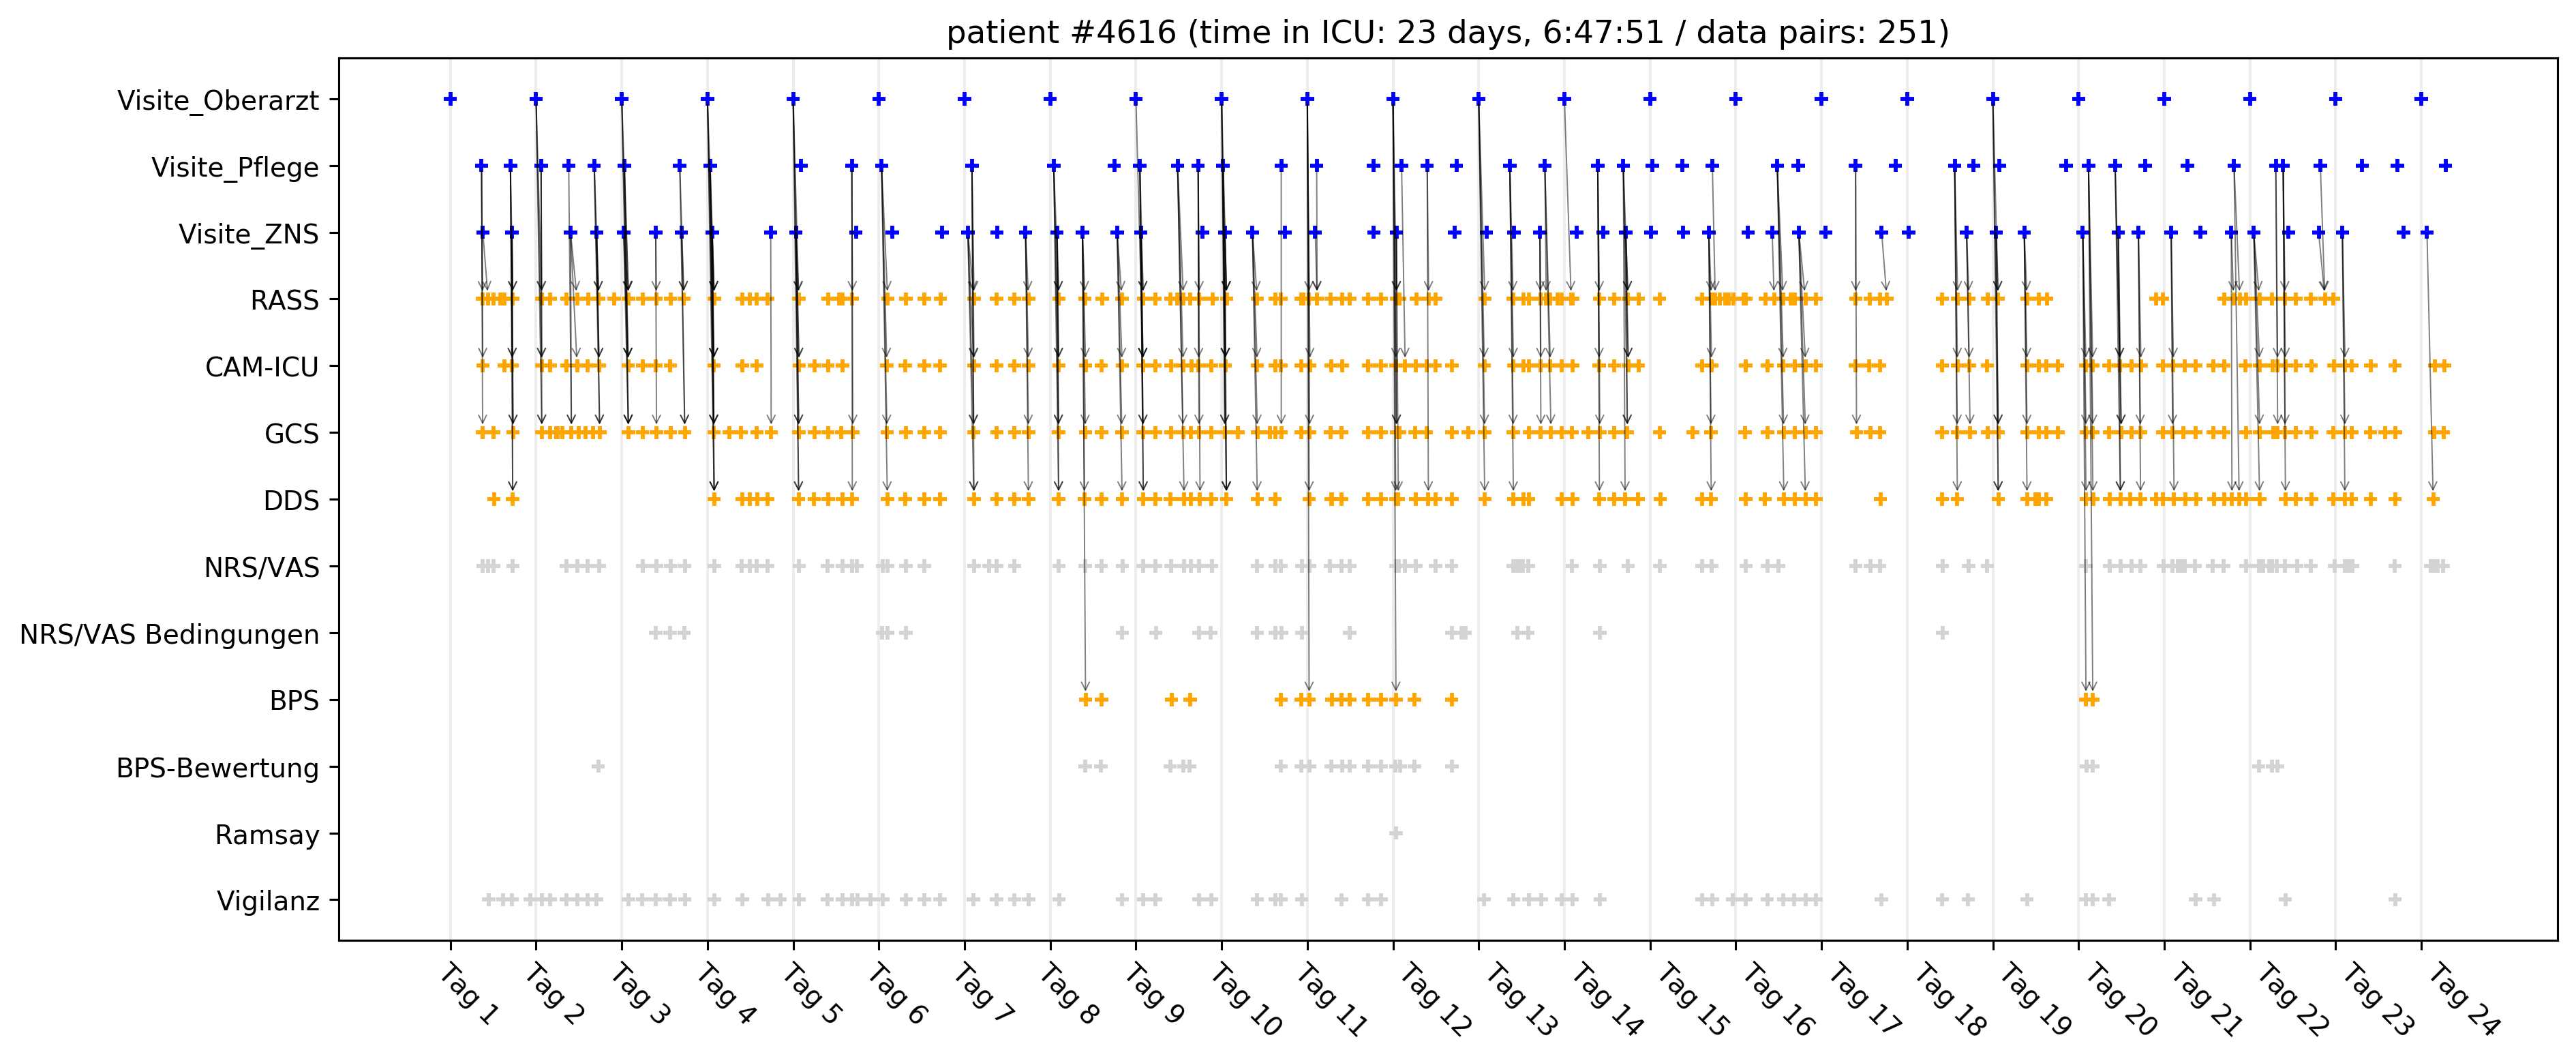 patient #4616 (time in ICU: 23 days, 6:47:51 / data pairs: 251)
Visite_Oberarzt
Visite_Pflege
Visite_ZNS
RASS
CAM-ICU
GCS
DDS
NRS/VAS
NRS/VAS Bedingungen
BPS
BPS-Bewertung
Ramsay
Vigilanz
Tag 1
Tag 2
Tag 3
Tag 4
Tag 5
Tag 6
Tag 7
Tag 8
Tag 9
Tag 10
Tag 11
Tag 12
Tag 13
Tag 14
Tag 15
Tag 16
Tag 17
Tag 18
Tag 19
Tag 20
Tag 21
Tag 22
Tag 23
Tag 24